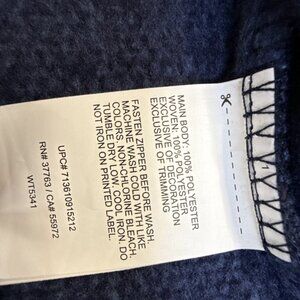 MAIN BODY: 100% POLYESTER
WOVEN: 100% POLYESTER
EXCLUSIVE OF DECORATION
EXCLUSIVE OF TRIMMING
FASTEN ZIPPER BEFORE WASH.
MACHINE WASH COLD WITH LIKE
COLORS. NON-CHLORINE BLEACH.
TUMBLE DRY LOW. COOL IRON. DO
NOT IRON ON PRINTED LABEL.
UPC# 713610915212
RN# 37763 / CA# 55972
WT5341